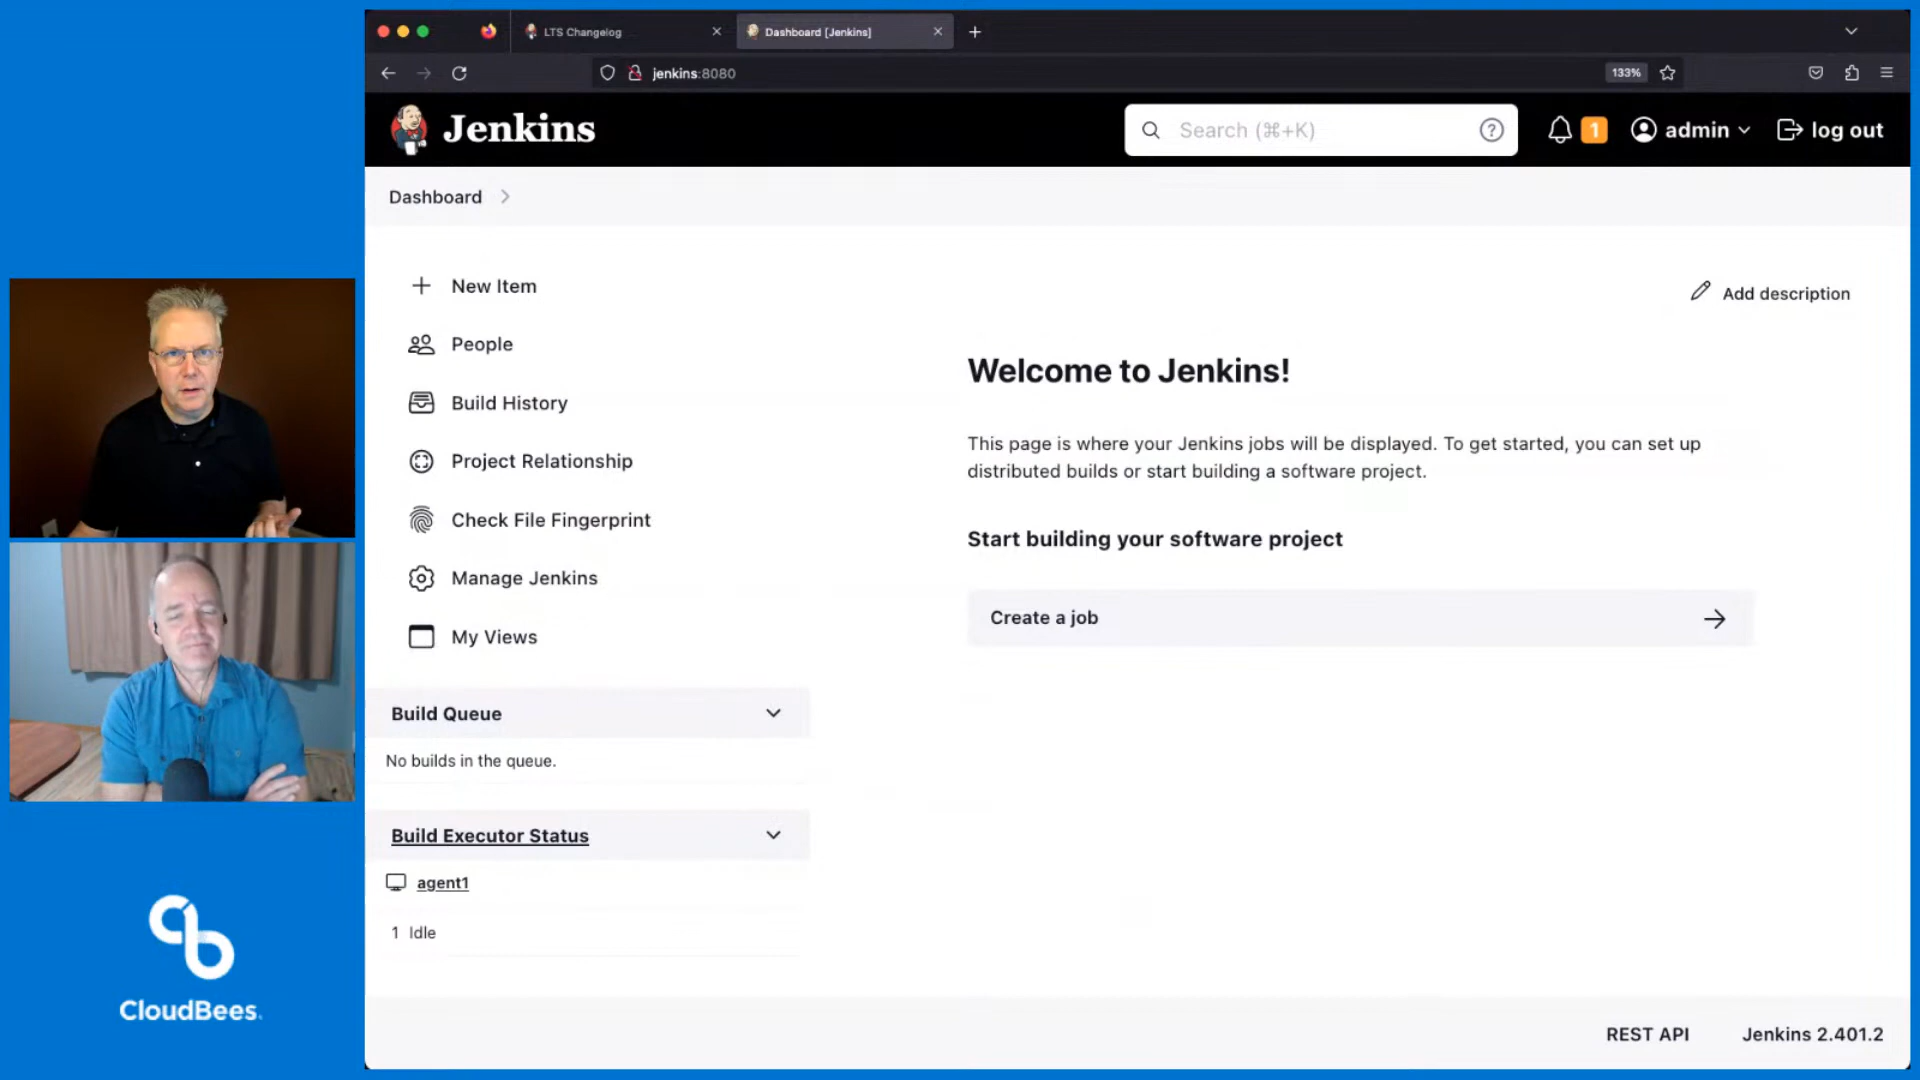 LTS Changelog
Dashboard [Jenkins]
jenkins:8080
133%
Jenkins
Search (⌘+K)
1
admin
log out
Dashboard
New Item
People
Build History
Project Relationship
Check File Fingerprint
Manage Jenkins
My Views
Add description
Welcome to Jenkins!
This page is where your Jenkins jobs will be displayed. To get started, you can set up
distributed builds or start building a software project.
Start building your software project
Create a job
Build Queue
No builds in the queue.
Build Executor Status
agent1
1 Idle
CloudBees.
REST API
Jenkins 2.401.2